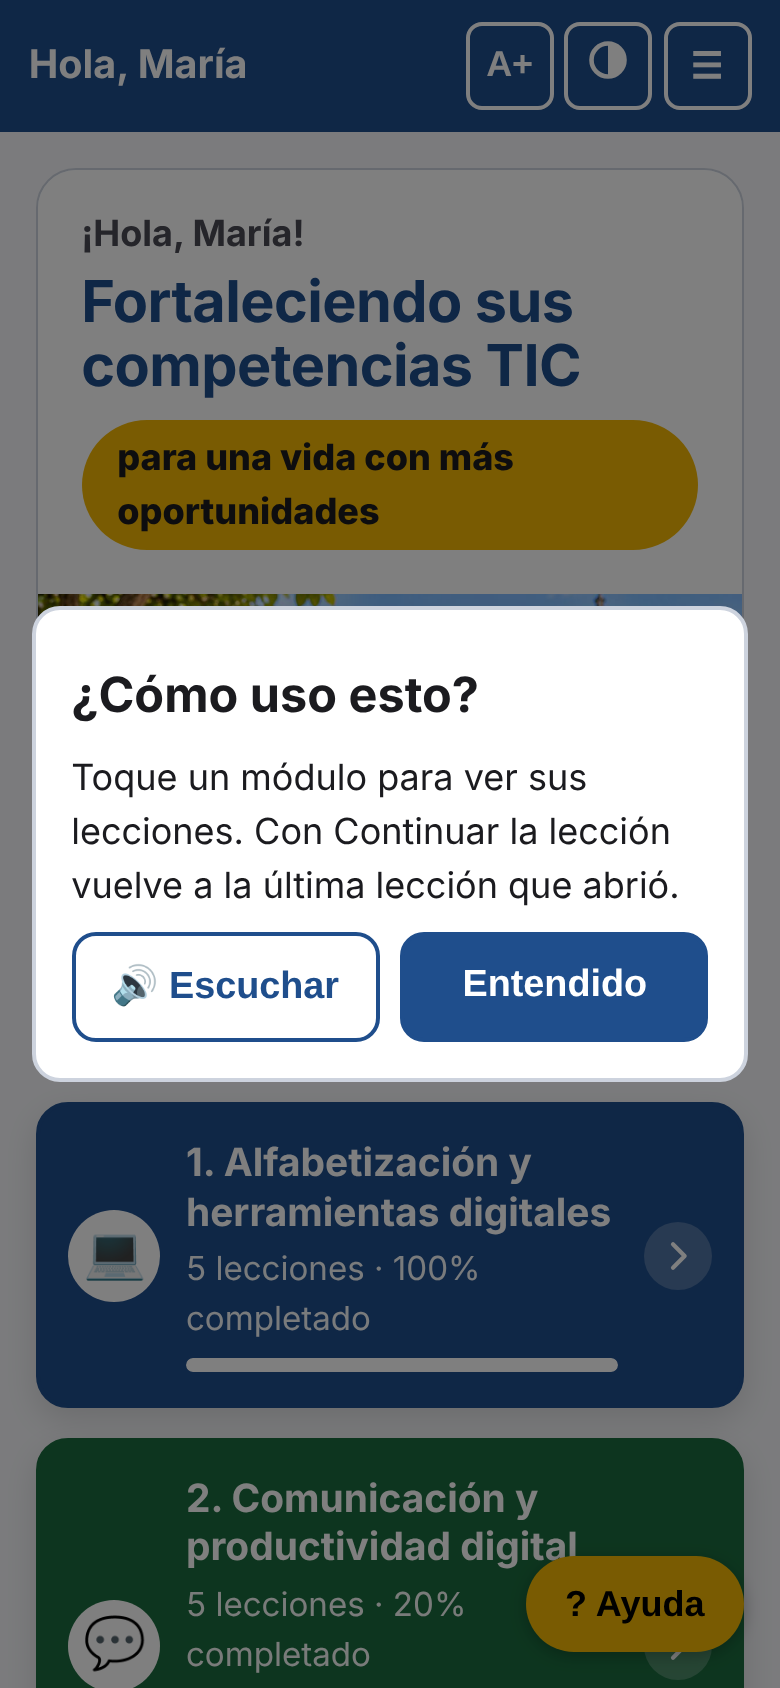 Hola, María
A+
¡Hola, María!
Fortaleciendo sus
competencias TIC
para una vida con más
oportunidades
¿Cómo uso esto?
Toque un módulo para ver sus
lecciones. Con Continuar la lección
vuelve a la última lección que abrió.
Escuchar
Entendido
1. Alfabetización y
herramientas digitales
5 lecciones · 100%
completado
2. Comunicación y
productividad digital
5 lecciones · 20%
completado
? Ayuda